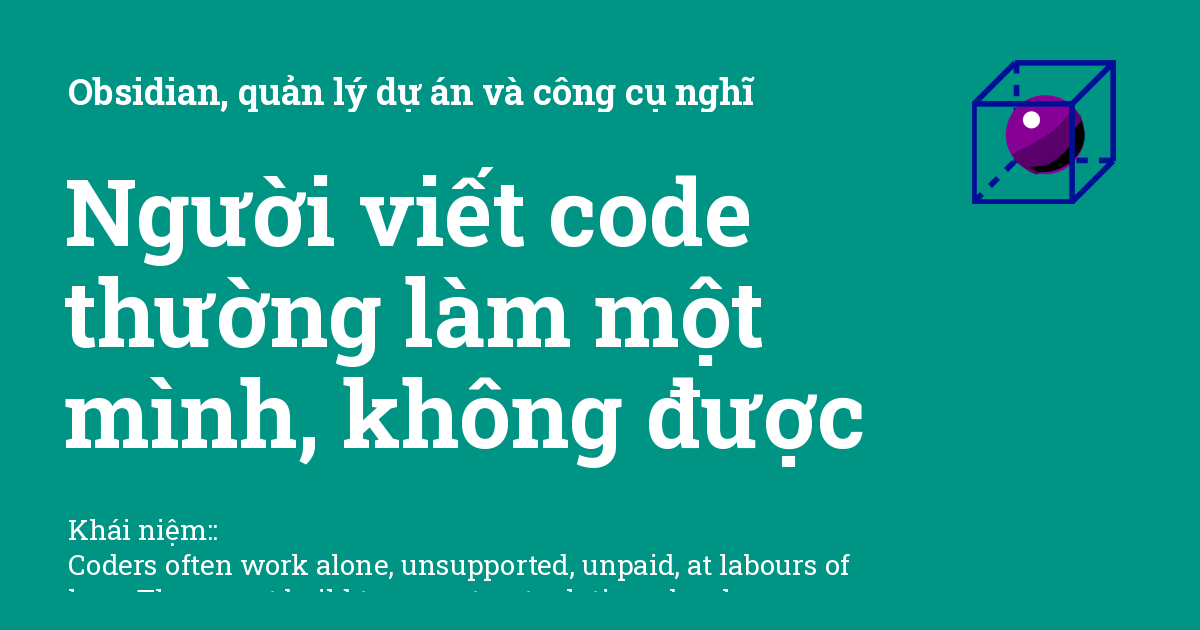 Obsidian, quản lý dự án và công cụ nghĩ
Người viết code
thường làm một
mình, không được
Khái niệm::
Coders often work alone, unsupported, unpaid, at labours of